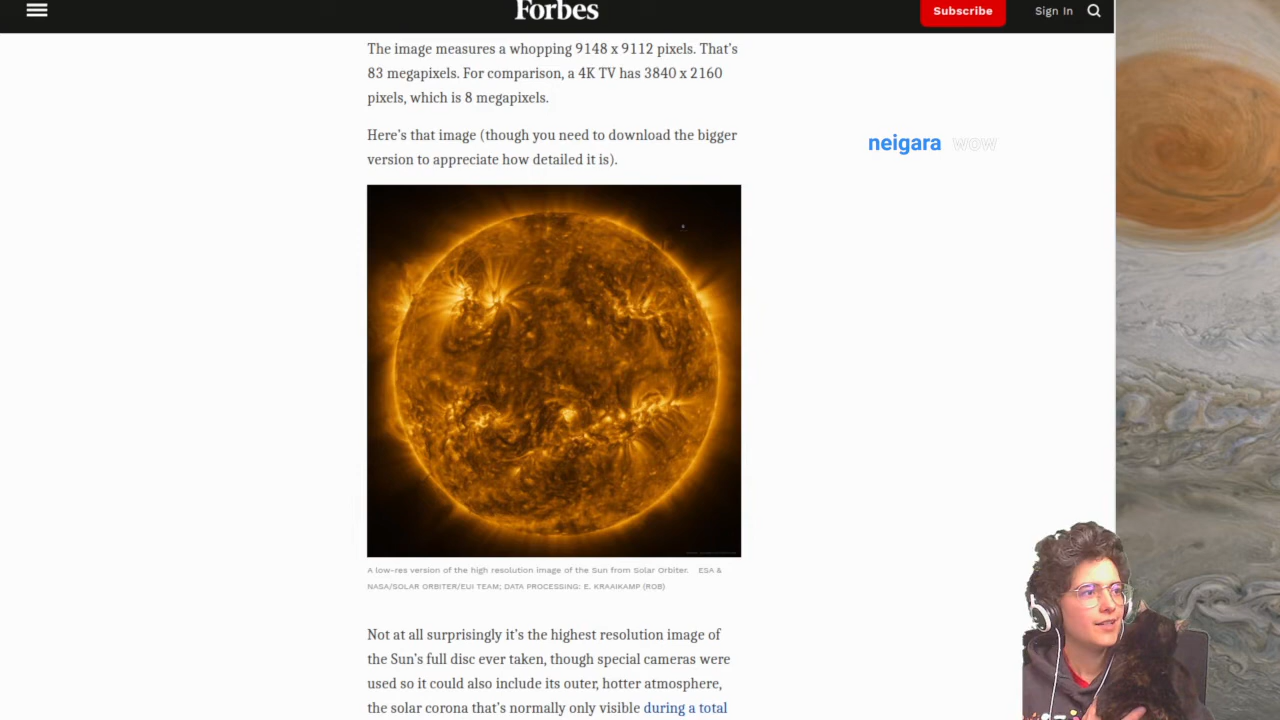 Forbes
Subscribe
Sign In
The image measures a whopping 9148 x 9112 pixels. That's
83 megapixels. For comparison, a 4K TV has 3840 x 2160
pixels, which is 8 megapixels.
Here's that image (though you need to download the bigger
version to appreciate how detailed it is).
neigara wow
A low-res version of the high resolution image of the Sun from Solar Orbiter. ESA &
NASA/SOLAR ORBITER/EUI TEAM; DATA PROCESSING: E. KRAAIKAMP (ROB)
Not at all surprisingly it's the highest resolution image of
the Sun's full disc ever taken, though special cameras were
used so it could also include its outer, hotter atmosphere,
the solar corona that's normally only visible during a total